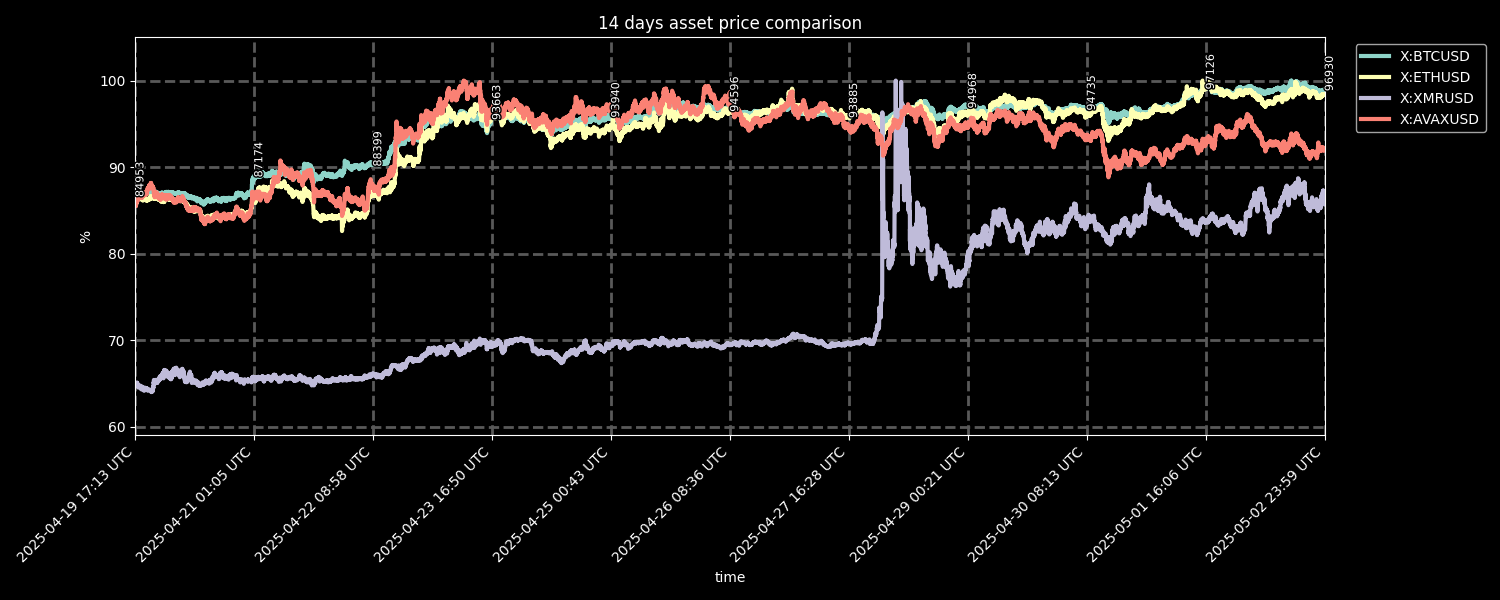 14 days asset price comparison
X:BTCUSD
X:ETHUSD
X:XMRUSD
X:AVAXUSD
100
90
80
70
60
%
84953
87174
88399
93663
93940
94596
93885
94968
94735
97126
96930
2025-04-19 17:13 UTC
2025-04-21 01:05 UTC
2025-04-22 08:58 UTC
2025-04-23 16:50 UTC
2025-04-25 00:43 UTC
2025-04-26 08:36 UTC
2025-04-27 16:28 UTC
2025-04-29 00:21 UTC
2025-04-30 08:13 UTC
2025-05-01 16:06 UTC
2025-05-02 23:59 UTC
time